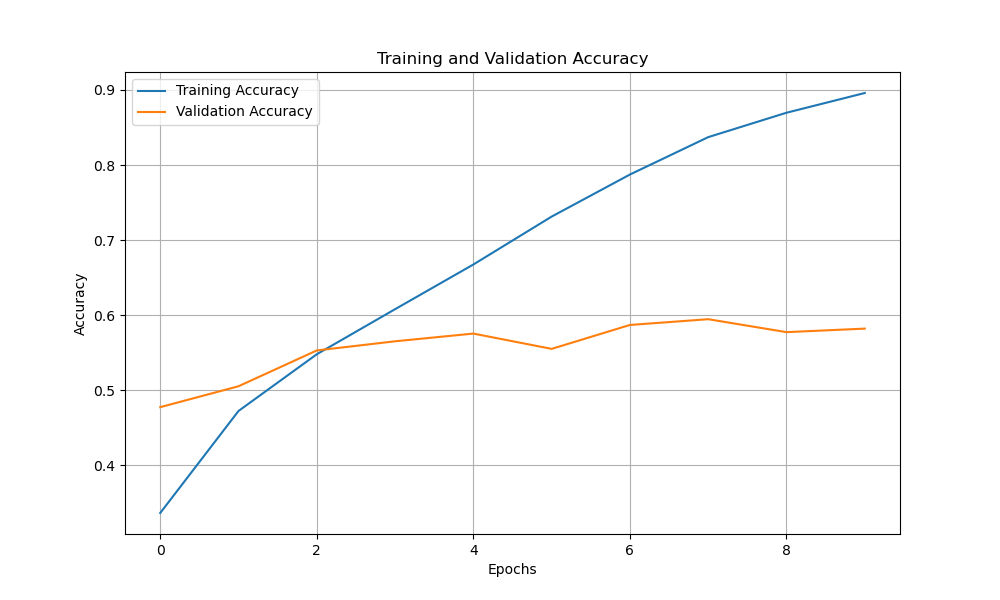 Training and Validation Accuracy
Training Accuracy
Validation Accuracy
0.9
0.8
0.7
0.6
0.5
0.4
Accuracy
0 2 4 6 8
Epochs